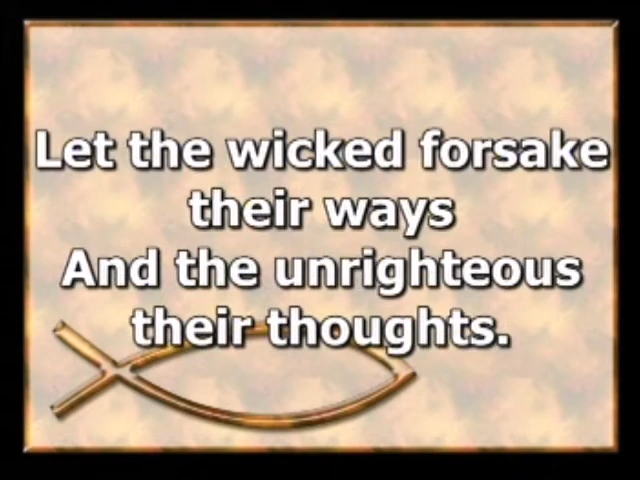 Let the wicked forsake
their ways
And the unrighteous
their thoughts.